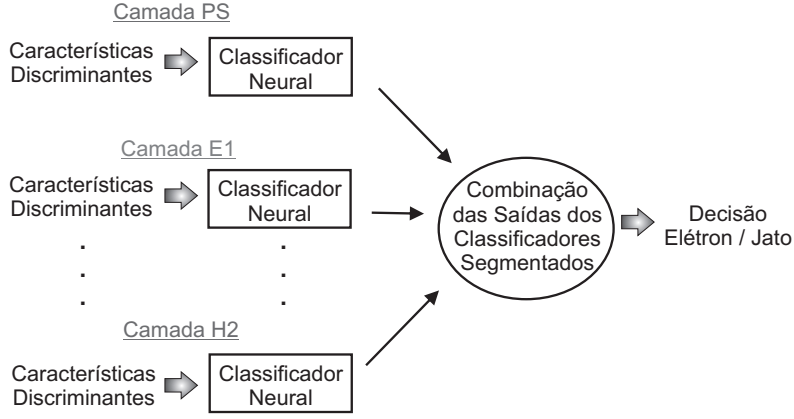 Camada PS
Características
Discriminantes
Classificador
Neural
Camada E1
Características
Discriminantes
Classificador
Neural
Combinação
das Saídas dos
Classificadores
Segmentados
Decisão
Elétron / Jato
Camada H2
Características
Discriminantes
Classificador
Neural